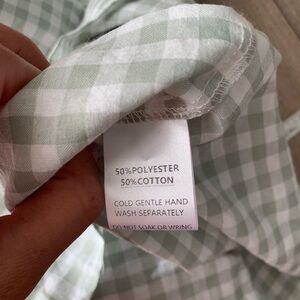 50%POLYESTER
50%COTTON
COLD GENTLE HAND
WASH SEPARATELY
DO NOT SOAK OR WRING